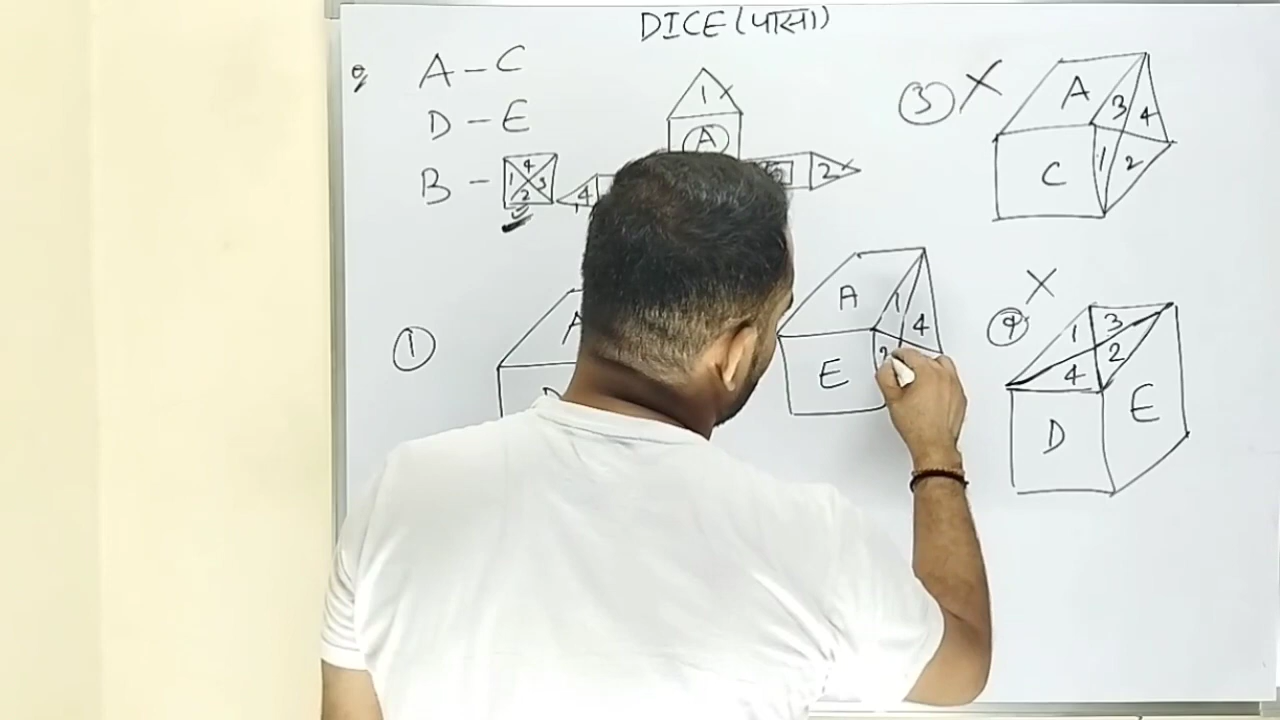 DICE (पासा)
A - C
D - E
B - 4 1 3 2
1
A
4
2
3 X
A 3 4
C 1 2
1
A
A 1 4
E
4 X
1 3
4 2
D E